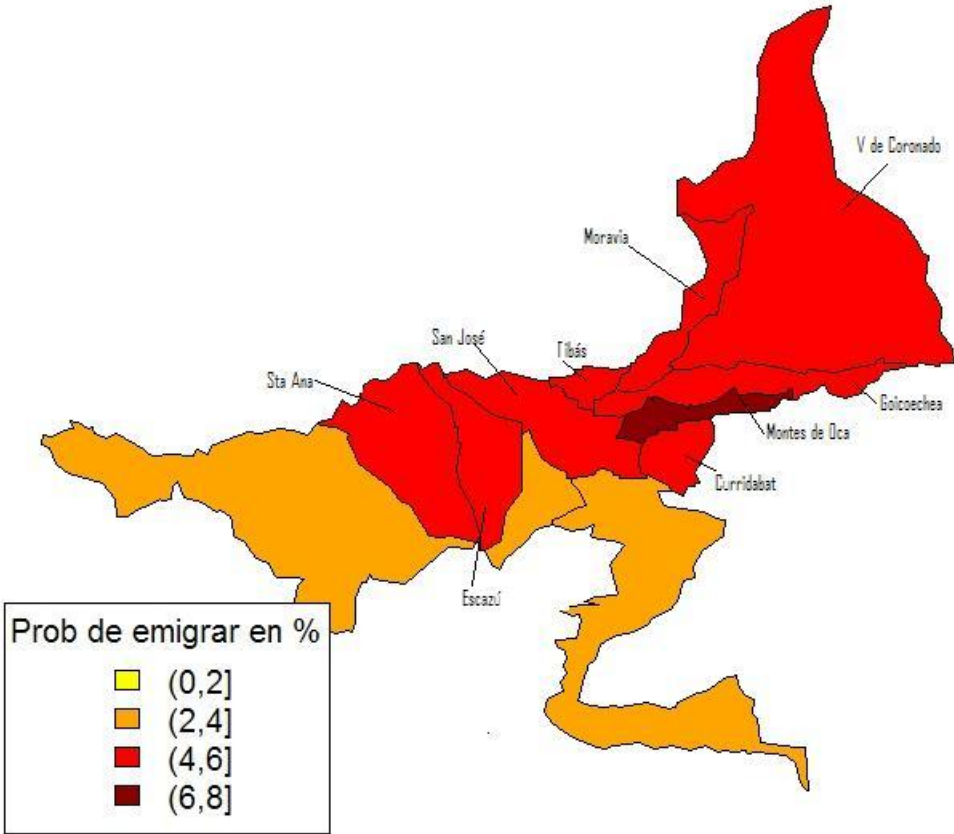 V de Coronado
Moravia
San José
Tibás
Sta Ana
Goicoechea
Montes de Oca
Curridabat
Escazú
Prob de emigrar en %
(0,2]
(2,4]
(4,6]
(6,8]